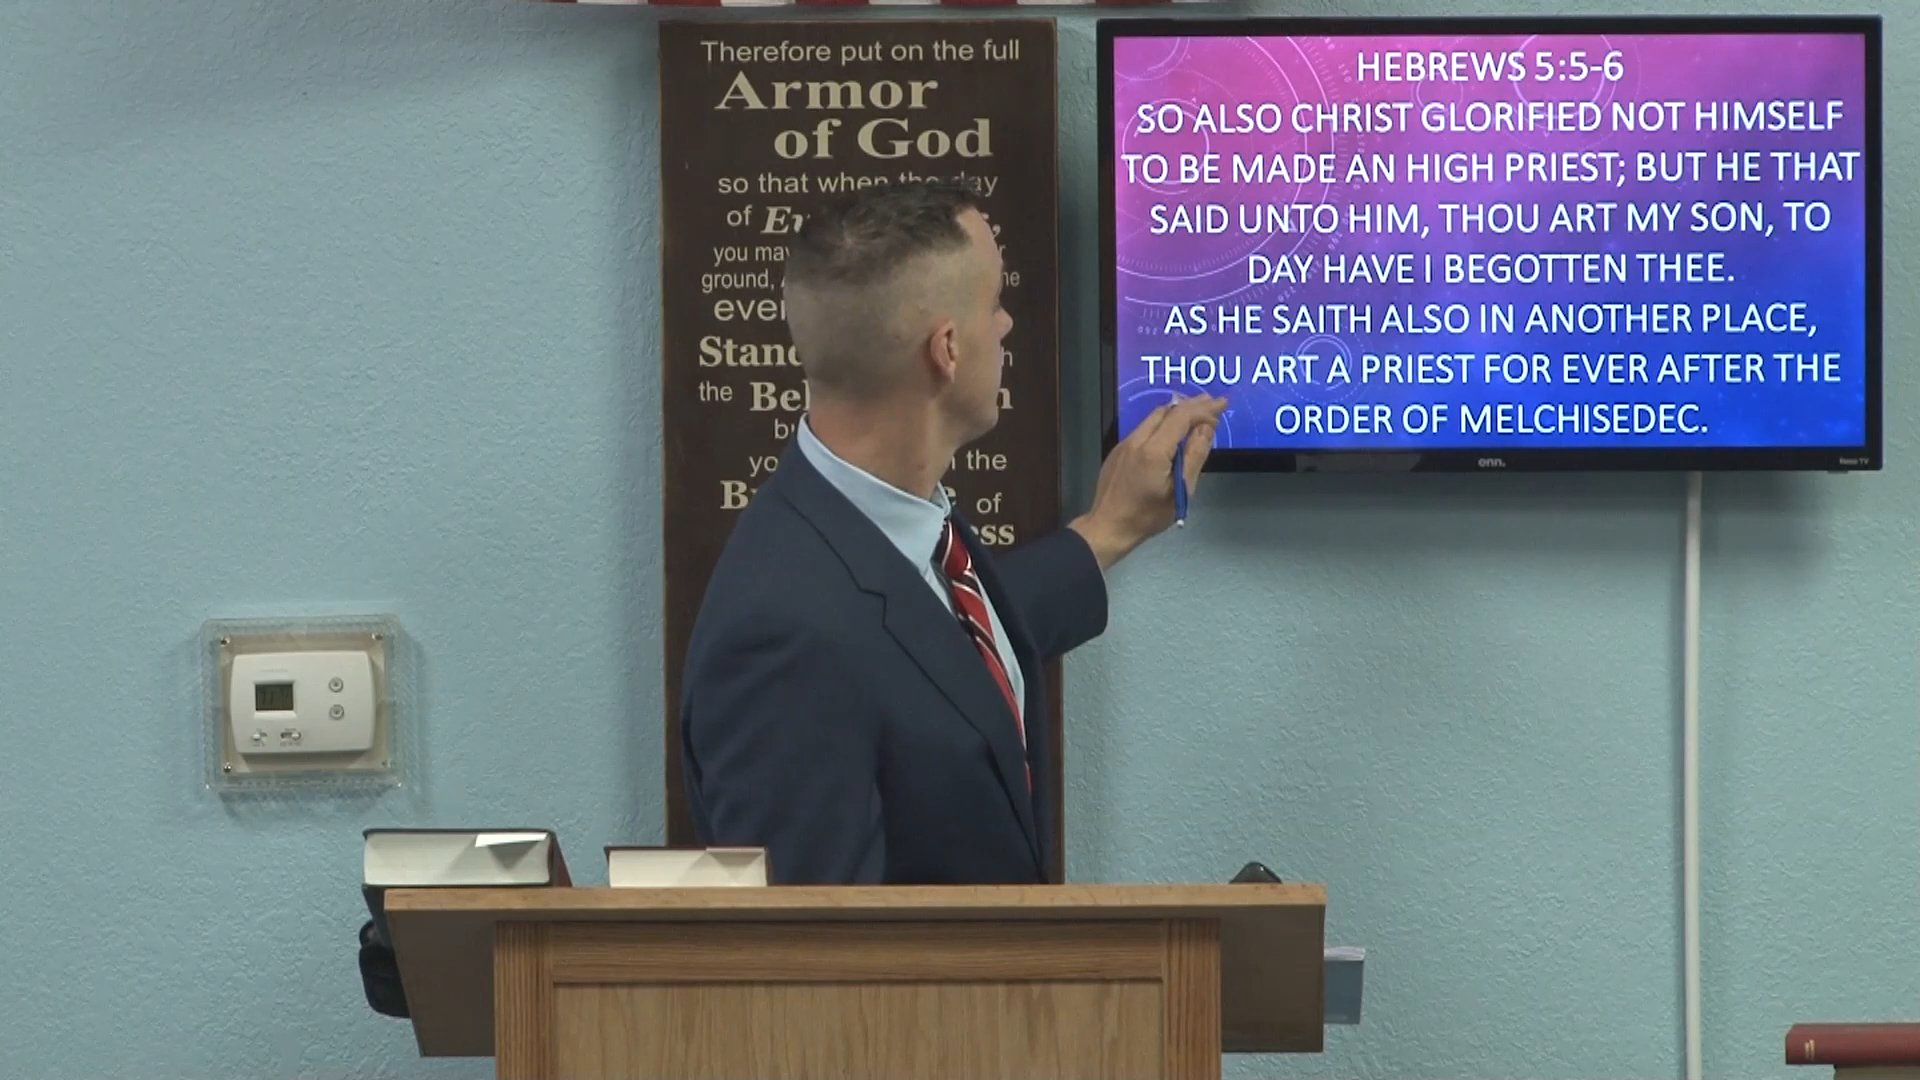 Therefore put on the full
Armor
of God
so that when the day
of
you may
ground,
the
of
HEBREWS 5:5-6
SO ALSO CHRIST GLORIFIED NOT HIMSELF
TO BE MADE AN HIGH PRIEST; BUT HE THAT
SAID UNTO HIM, THOU ART MY SON, TO
DAY HAVE I BEGOTTEN THEE.
AS HE SAITH ALSO IN ANOTHER PLACE,
THOU ART A PRIEST FOR EVER AFTER THE
ORDER OF MELCHISEDEC.
onn.
Roku TV